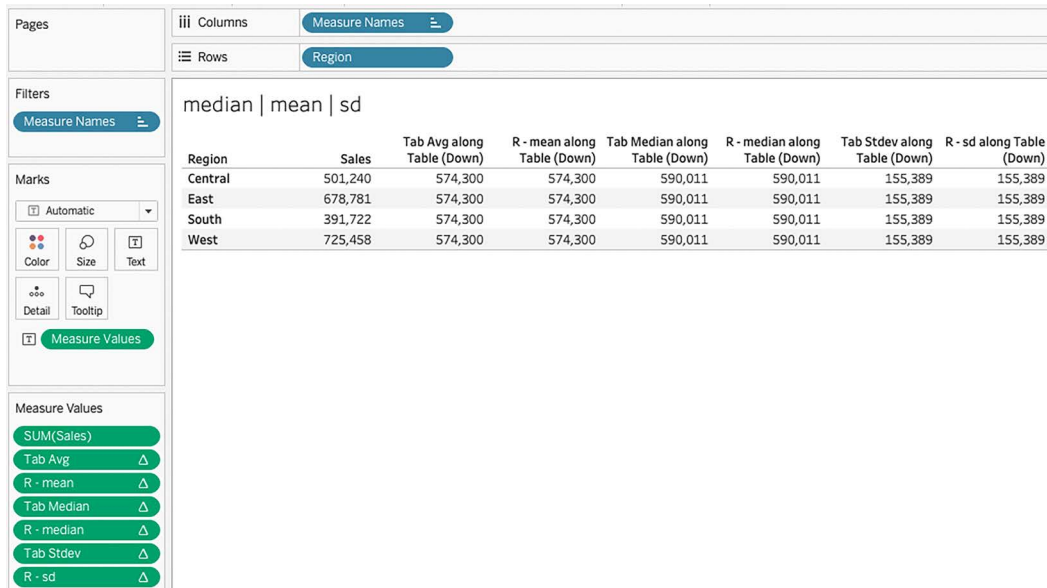 Pages
iii Columns
Measure Names
Rows
Region
Filters
Measure Names
median | mean | sd
Region Sales Tab Avg along Table (Down) R - mean along Table (Down) Tab Median along Table (Down) R - median along Table (Down) Tab Stdev along Table (Down) R - sd along Table (Down)
Central 501,240 574,300 574,300 590,011 590,011 155,389 155,389
East 678,781 574,300 574,300 590,011 590,011 155,389 155,389
South 391,722 574,300 574,300 590,011 590,011 155,389 155,389
West 725,458 574,300 574,300 590,011 590,011 155,389 155,389
Marks
T Automatic
Color Size Text
Detail Tooltip
T Measure Values
Measure Values
SUM(Sales)
Tab Avg Δ
R - mean Δ
Tab Median Δ
R - median Δ
Tab Stdev Δ
R - sd Δ